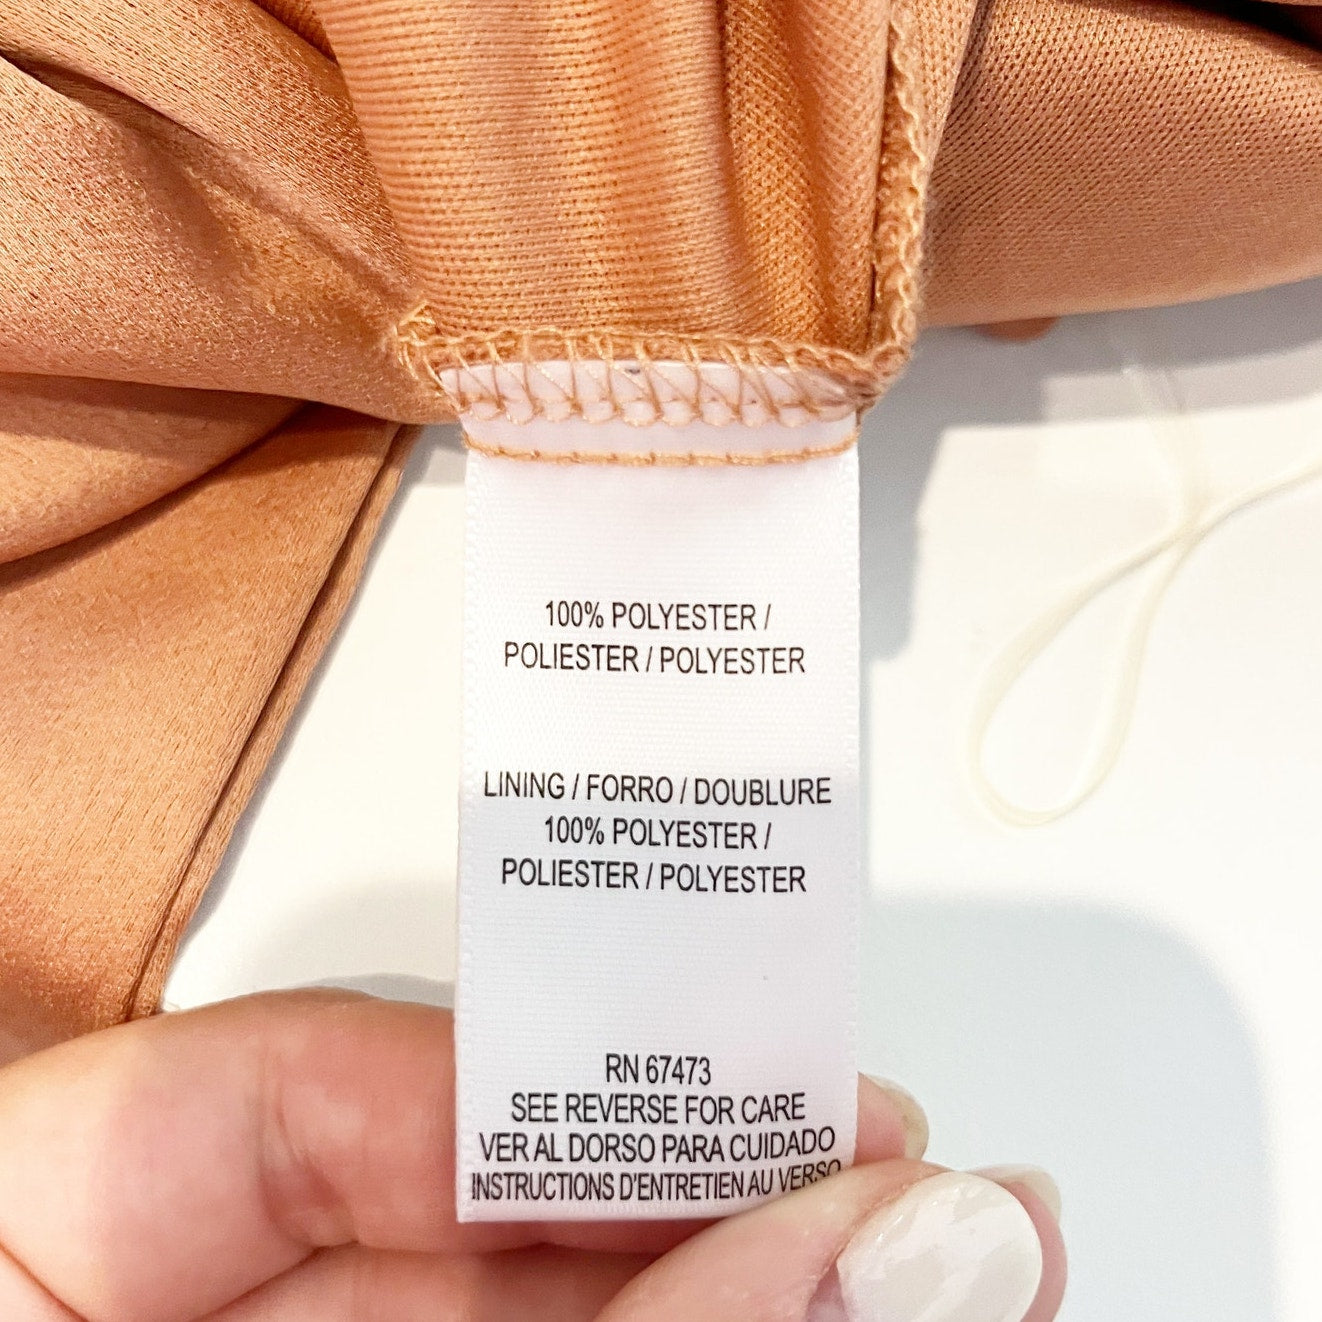 100% POLYESTER /
POLIESTER / POLYESTER
LINING / FORRO / DOUBLURE
100% POLYESTER /
POLIESTER / POLYESTER
RN 67473
SEE REVERSE FOR CARE
VER AL DORSO PARA CUIDADO
INSTRUCTIONS D'ENTRETIEN AU VERSO